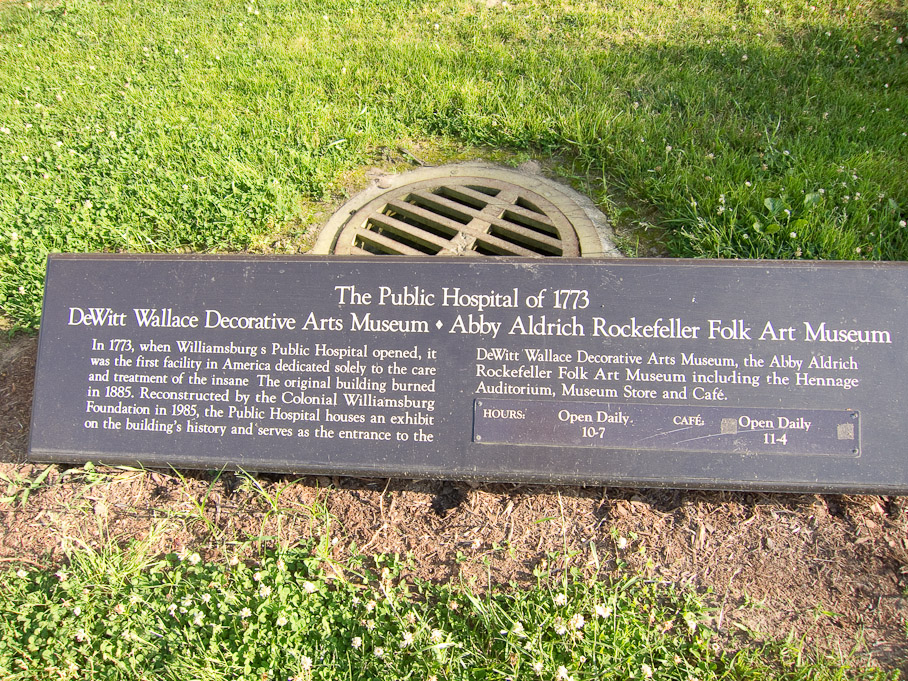 The Public Hospital of 1773
DeWitt Wallace Decorative Arts Museum ♦ Abby Aldrich Rockefeller Folk Art Museum
In 1773, when Williamsburg's Public Hospital opened, it
was the first facility in America dedicated solely to the care
and treatment of the insane The original building burned
in 1885. Reconstructed by the Colonial Williamsburg
Foundation in 1985, the Public Hospital houses an exhibit
on the building's history and serves as the entrance to the
DeWitt Wallace Decorative Arts Museum, the Abby Aldrich
Rockefeller Folk Art Museum including the Hennage
Auditorium, Museum Store and Café.
HOURS: Open Daily CAFÉ: Open Daily
10-7 11-4